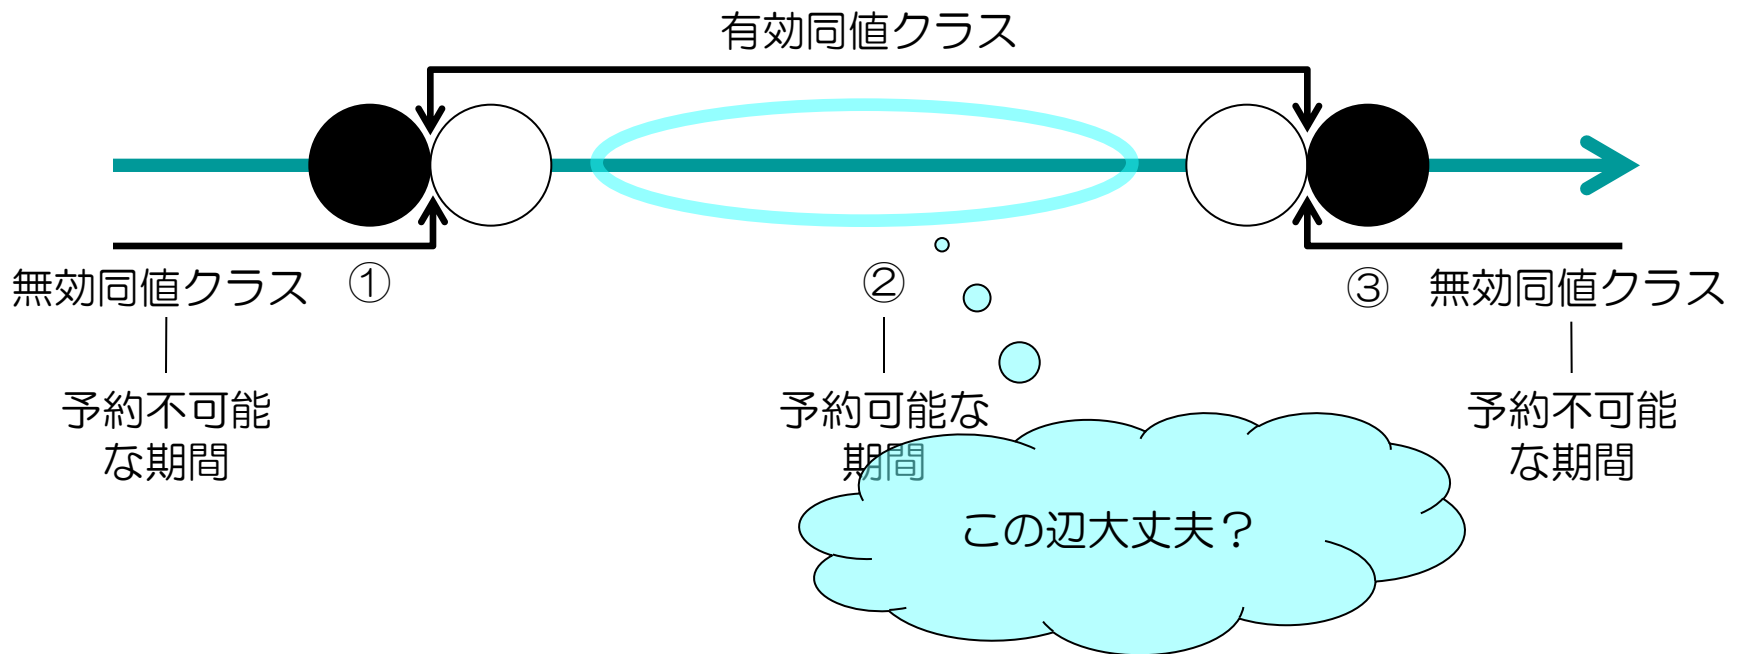 有効同値クラス
無効同値クラス
①
②
③
無効同値クラス
予約不可能
な期間
予約可能な
期間
予約不可能
な期間
この辺大丈夫？